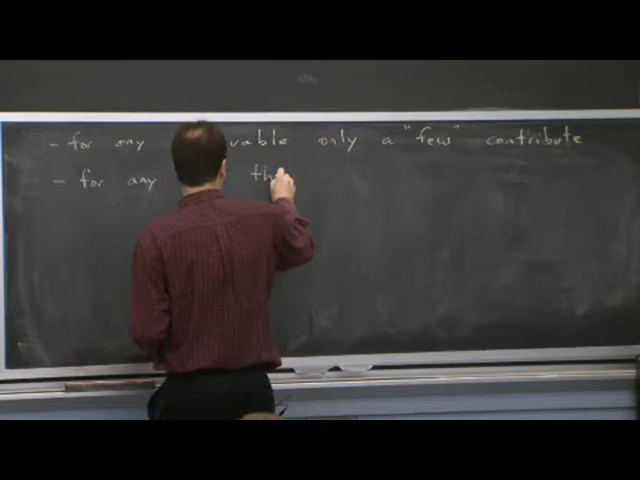 - for any vable only a "few" contribute
- for any th